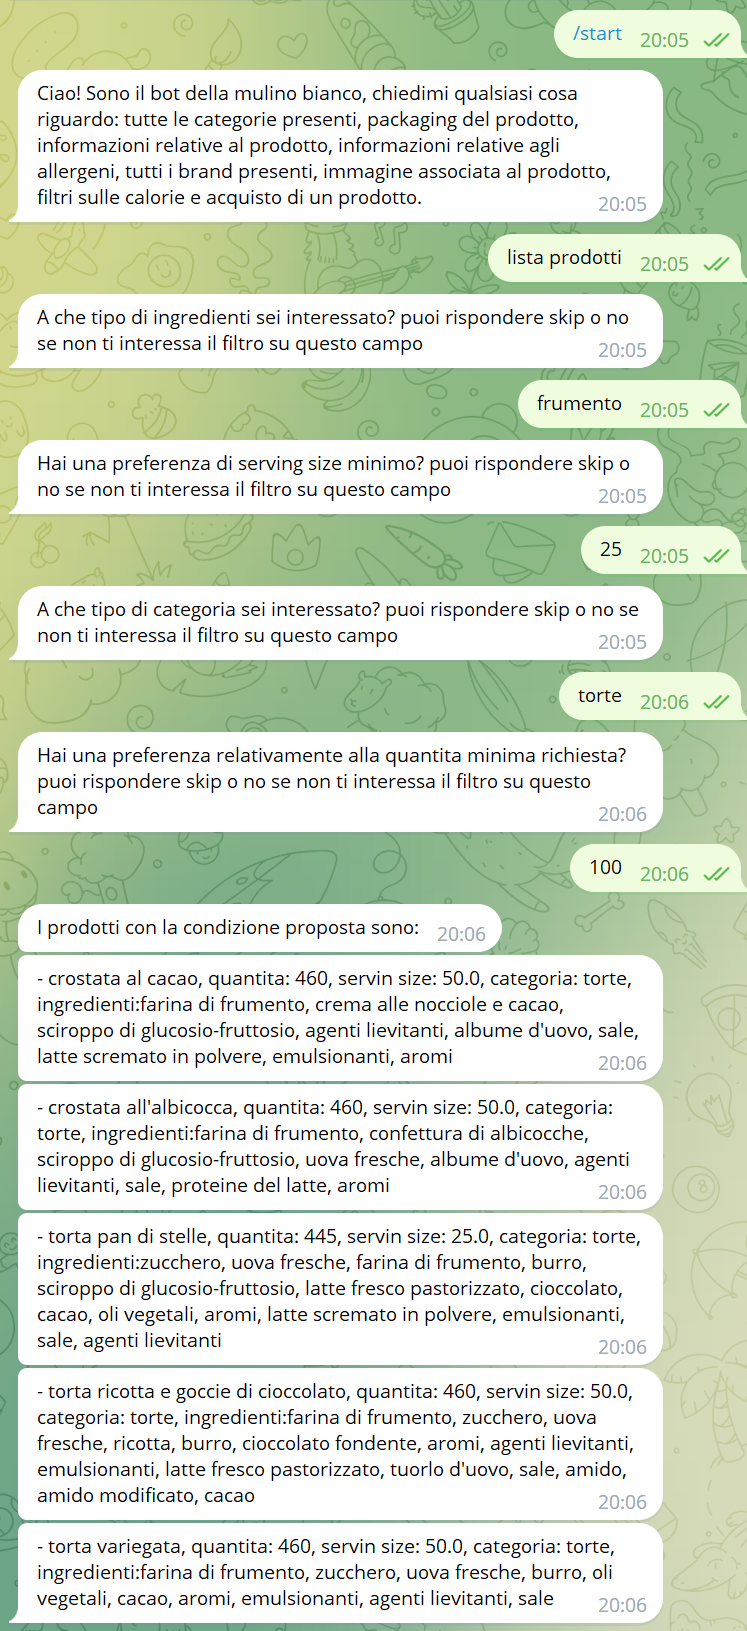 /start 20:05
Ciao! Sono il bot della mulino bianco, chiedimi qualsiasi cosa
riguardo: tutte le categorie presenti, packaging del prodotto,
informazioni relative al prodotto, informazioni relative agli
allergeni, tutti i brand presenti, immagine associata al prodotto,
filtri sulle calorie e acquisto di un prodotto. 20:05
lista prodotti 20:05
A che tipo di ingredienti sei interessato? puoi rispondere skip o no
se non ti interessa il filtro su questo campo 20:05
frumento 20:05
Hai una preferenza di serving size minimo? puoi rispondere skip o
no se non ti interessa il filtro su questo campo 20:05
25 20:05
A che tipo di categoria sei interessato? puoi rispondere skip o no se
non ti interessa il filtro su questo campo 20:05
torte 20:06
Hai una preferenza relativamente alla quantita minima richiesta?
puoi rispondere skip o no se non ti interessa il filtro su questo
campo 20:06
100 20:06
I prodotti con la condizione proposta sono: 20:06
- crostata al cacao, quantita: 460, servin size: 50.0, categoria: torte,
ingredienti:farina di frumento, crema alle nocciole e cacao,
sciroppo di glucosio-fruttosio, agenti lievitanti, albume d'uovo, sale,
latte scremato in polvere, emulsionanti, aromi 20:06
- crostata all'albicocca, quantita: 460, servin size: 50.0, categoria:
torte, ingredienti:farina di frumento, confettura di albicocche,
sciroppo di glucosio-fruttosio, uova fresche, albume d'uovo, agenti
lievitanti, sale, proteine del latte, aromi 20:06
- torta pan di stelle, quantita: 445, servin size: 25.0, categoria: torte,
ingredienti:zucchero, uova fresche, farina di frumento, burro,
sciroppo di glucosio-fruttosio, latte fresco pastorizzato, cioccolato,
cacao, oli vegetali, aromi, latte scremato in polvere, emulsionanti,
sale, agenti lievitanti 20:06
- torta ricotta e goccie di cioccolato, quantita: 460, servin size: 50.0,
categoria: torte, ingredienti:farina di frumento, zucchero, uova
fresche, ricotta, burro, cioccolato fondente, aromi, agenti lievitanti,
emulsionanti, latte fresco pastorizzato, tuorlo d'uovo, sale, amido,
amido modificato, cacao 20:06
- torta variegata, quantita: 460, servin size: 50.0, categoria: torte,
ingredienti:farina di frumento, zucchero, uova fresche, burro, oli
vegetali, cacao, aromi, emulsionanti, agenti lievitanti, sale 20:06